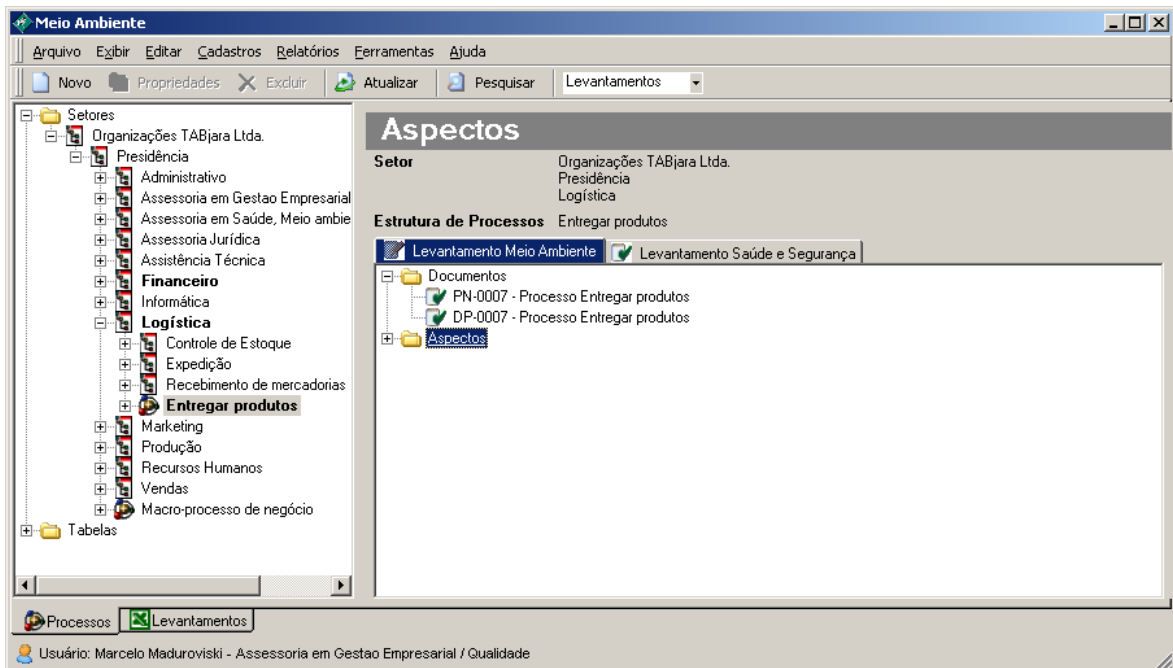 Meio Ambiente
Arquivo Exibir Editar Cadastros Relatórios Ferramentas Ajuda
Novo Propriedades Excluir Atualizar Pesquisar Levantamentos
Setores
Organizações TABjara Ltda.
Presidência
Administrativo
Assessoria em Gestao Empresarial
Assessoria em Saúde, Meio ambie
Assessoria Jurídica
Assistência Técnica
Financeiro
Informática
Logística
Controle de Estoque
Expedição
Recebimento de mercadorias
Entregar produtos
Marketing
Produção
Recursos Humanos
Vendas
Macro-processo de negócio
Tabelas
Aspectos
Setor Organizações TABjara Ltda.
Presidência
Logística
Estrutura de Processos Entregar produtos
Levantamento Meio Ambiente Levantamento Saúde e Segurança
Documentos
PN-0007 - Processo Entregar produtos
DP-0007 - Processo Entregar produtos
Aspectos
Processos Levantamentos
Usuário: Marcelo Maduroviski - Assessoria em Gestao Empresarial / Qualidade